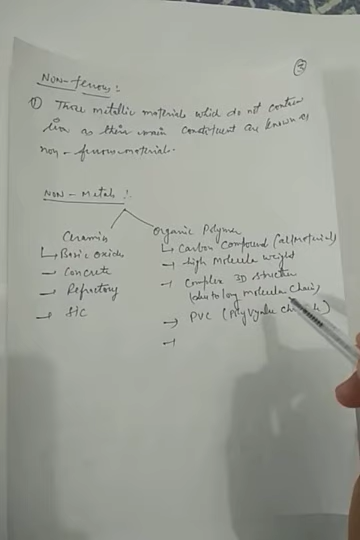 3
Non-ferrous :
1) Those metallic materials which do not contain
iron as their main constituent are known as
non-ferrous material.
Non-Metals :
Ceramics
Organic Polymer
Basic Oxides
Concrete
Refractory
SiC
Carbon Compound (all Material)
high Molecule weight
Complex 3D structure
(due to long Molecule Chain)
PVC (